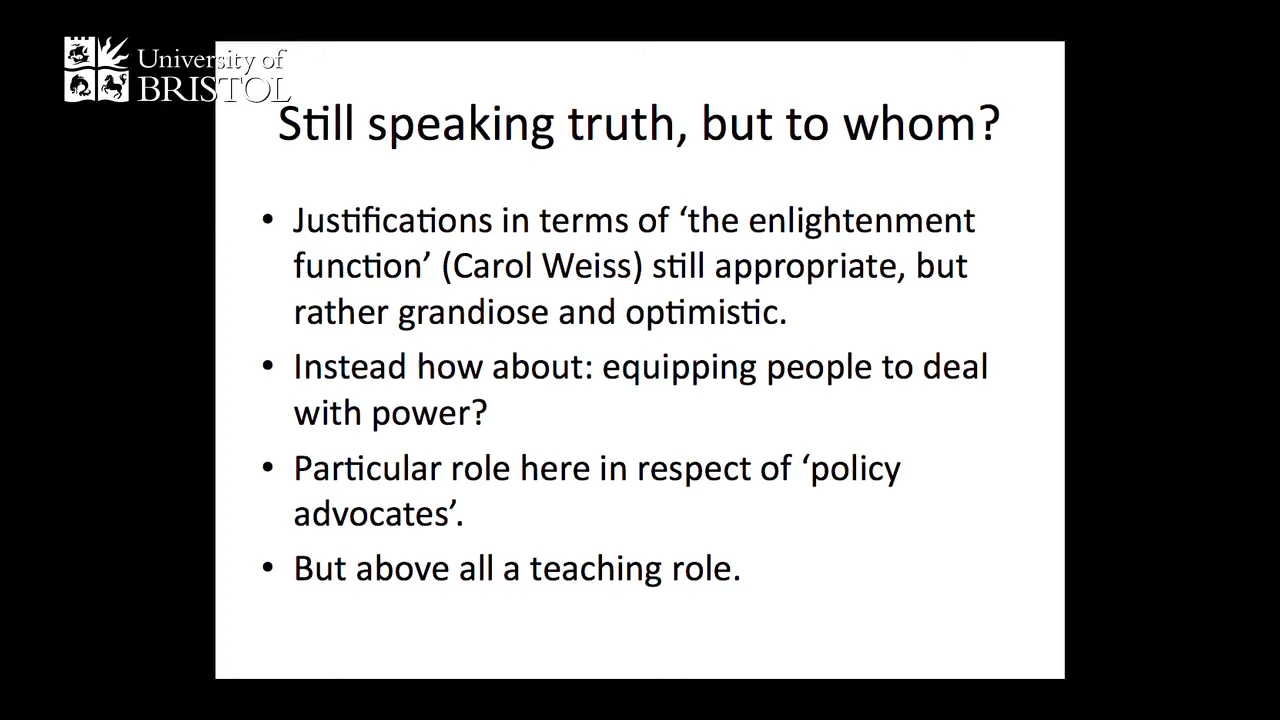 University of
BRISTOL
Still speaking truth, but to whom?
• Justifications in terms of ‘the enlightenment
function’ (Carol Weiss) still appropriate, but
rather grandiose and optimistic.
• Instead how about: equipping people to deal
with power?
• Particular role here in respect of ‘policy
advocates’.
• But above all a teaching role.